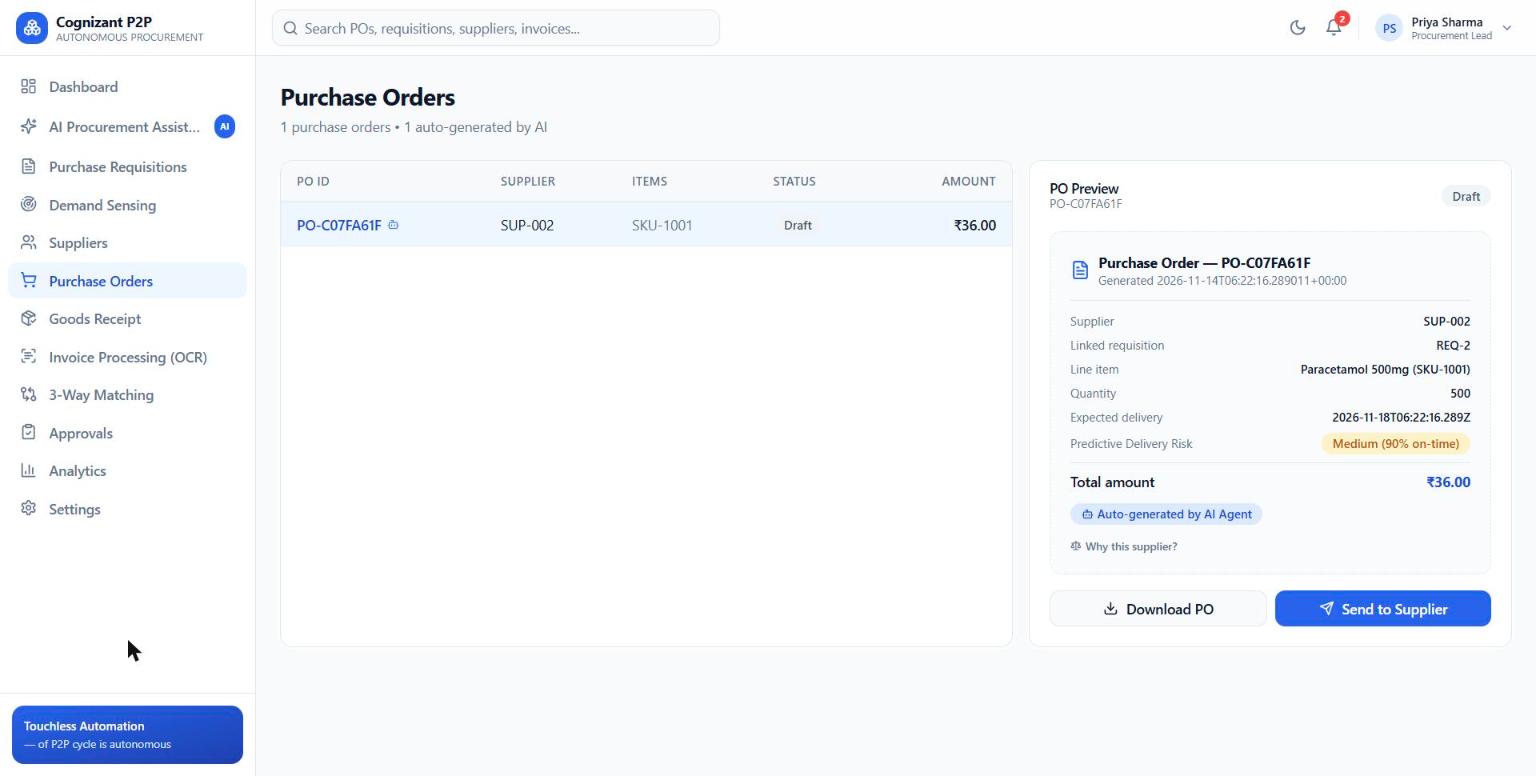 Cognizant P2P
AUTONOMOUS PROCUREMENT
Search POs, requisitions, suppliers, invoices...
2
PS
Priya Sharma
Procurement Lead
Dashboard
AI Procurement Assist...
AI
Purchase Requisitions
Demand Sensing
Suppliers
Purchase Orders
Goods Receipt
Invoice Processing (OCR)
3-Way Matching
Approvals
Analytics
Settings
Touchless Automation
— of P2P cycle is autonomous
Purchase Orders
1 purchase orders • 1 auto-generated by AI
PO ID SUPPLIER ITEMS STATUS AMOUNT
PO-C07FA61F SUP-002 SKU-1001 Draft ₹36.00
PO Preview
PO-C07FA61F
Draft
Purchase Order — PO-C07FA61F
Generated 2026-11-14T06:22:16.289011+00:00
Supplier SUP-002
Linked requisition REQ-2
Line item Paracetamol 500mg (SKU-1001)
Quantity 500
Expected delivery 2026-11-18T06:22:16.289Z
Predictive Delivery Risk Medium (90% on-time)
Total amount ₹36.00
Auto-generated by AI Agent
Why this supplier?
Download PO Send to Supplier